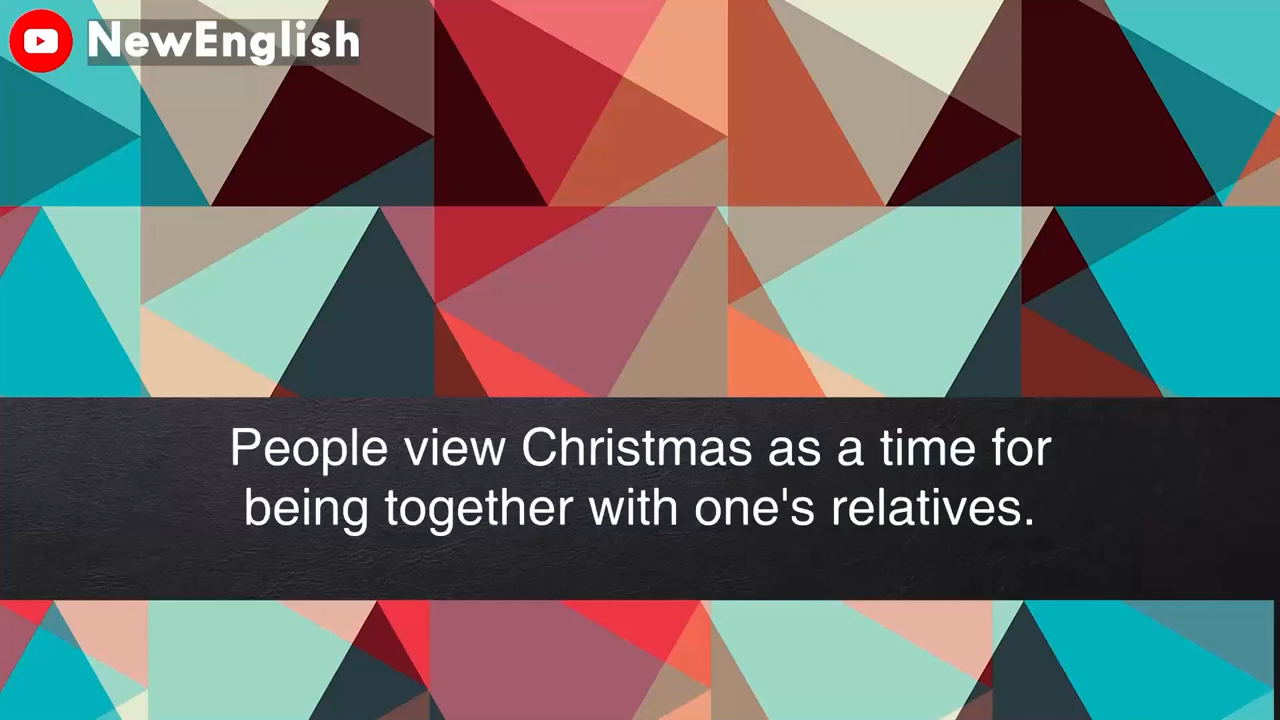 NewEnglish
People view Christmas as a time for
being together with one's relatives.